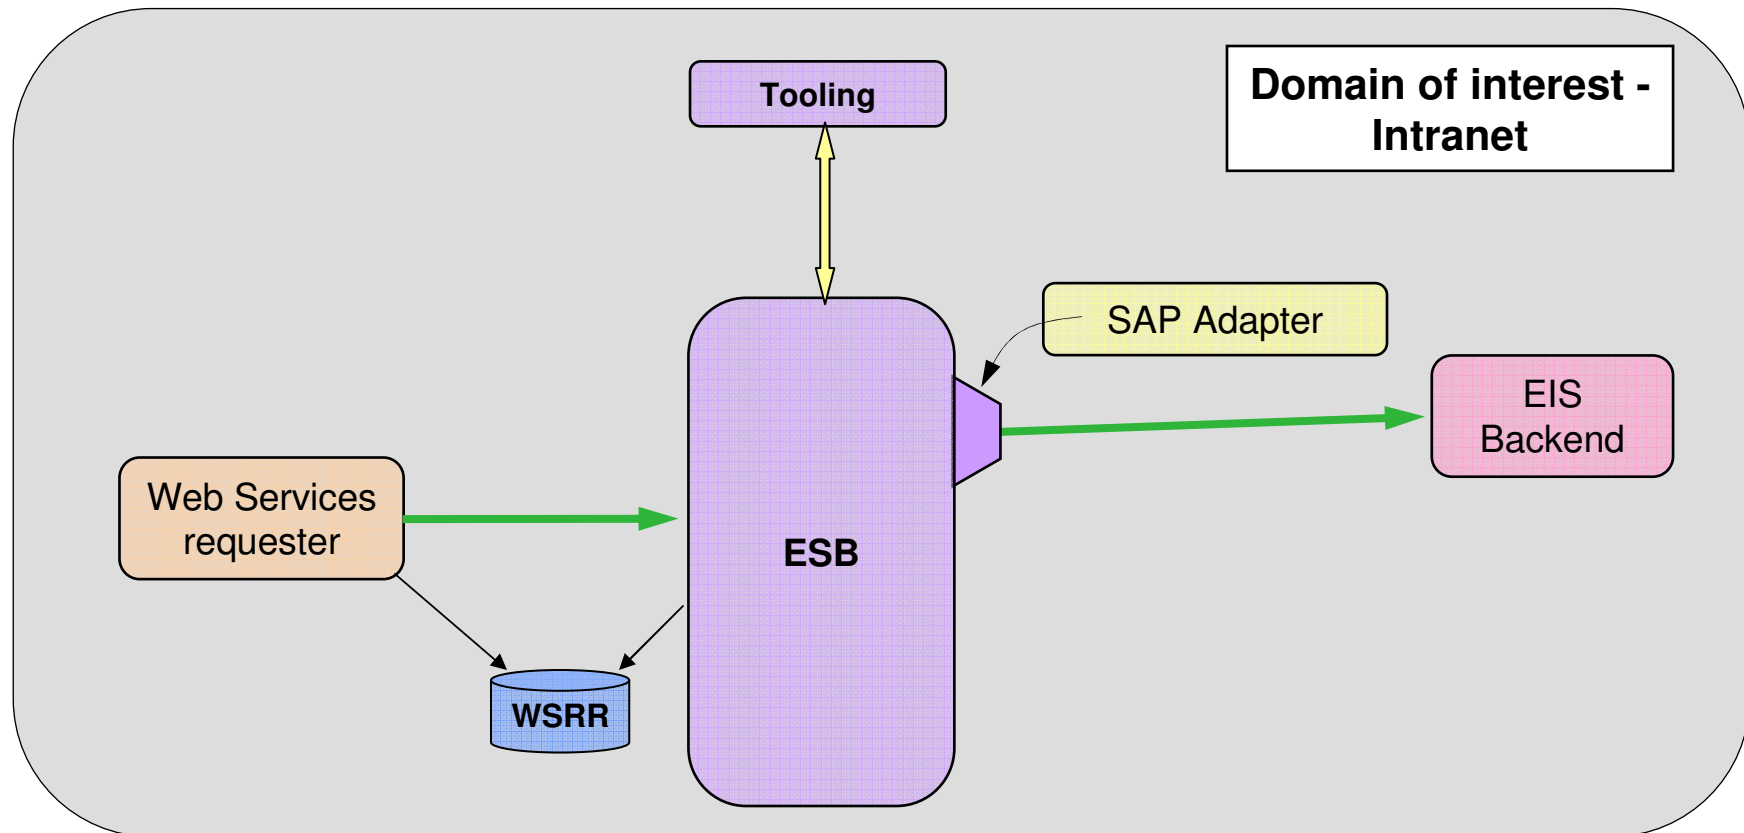 Tooling
Domain of interest -
Intranet
SAP Adapter
EIS
Backend
Web Services
requester
ESB
WSRR